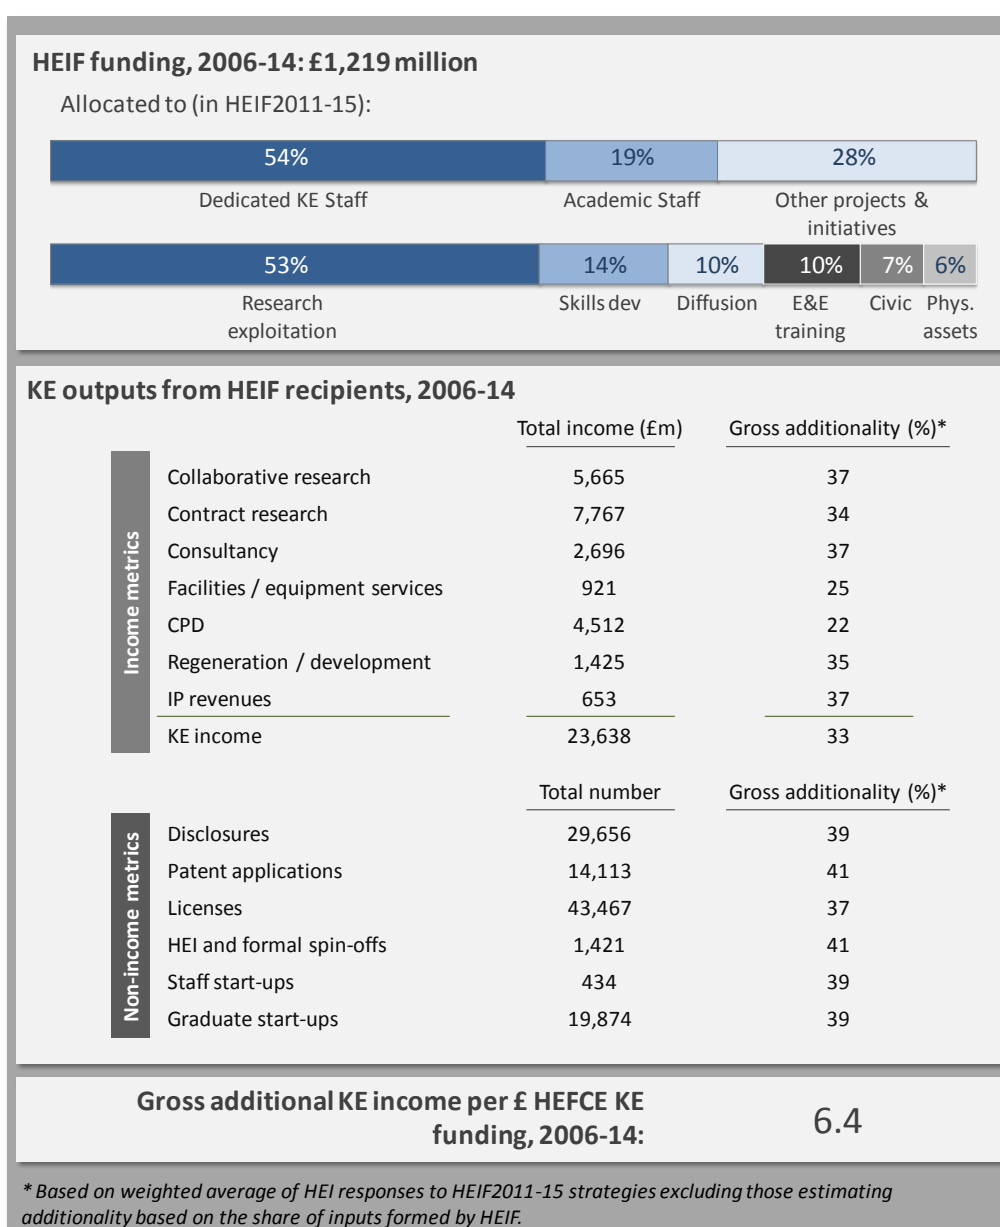 HEIF funding, 2006-14: £1,219 million
Allocated to (in HEIF2011-15):
54% 19% 28%
Dedicated KE Staff Academic Staff Other projects &
initiatives
53% 14% 10% 10% 7% 6%
Research Skills dev Diffusion E&E Civic Phys.
exploitation training assets
KE outputs from HEIF recipients, 2006-14
Total income (£m) Gross additionality (%)*
Income metrics
Collaborative research 5,665 37
Contract research 7,767 34
Consultancy 2,696 37
Facilities / equipment services 921 25
CPD 4,512 22
Regeneration / development 1,425 35
IP revenues 653 37
KE income 23,638 33
Total number Gross additionality (%)*
Non-income metrics
Disclosures 29,656 39
Patent applications 14,113 41
Licenses 43,467 37
HEI and formal spin-offs 1,421 41
Staff start-ups 434 39
Graduate start-ups 19,874 39
Gross additional KE income per £ HEFCE KE
funding, 2006-14: 6.4
* Based on weighted average of HEI responses to HEIF2011-15 strategies excluding those estimating
additionality based on the share of inputs formed by HEIF.